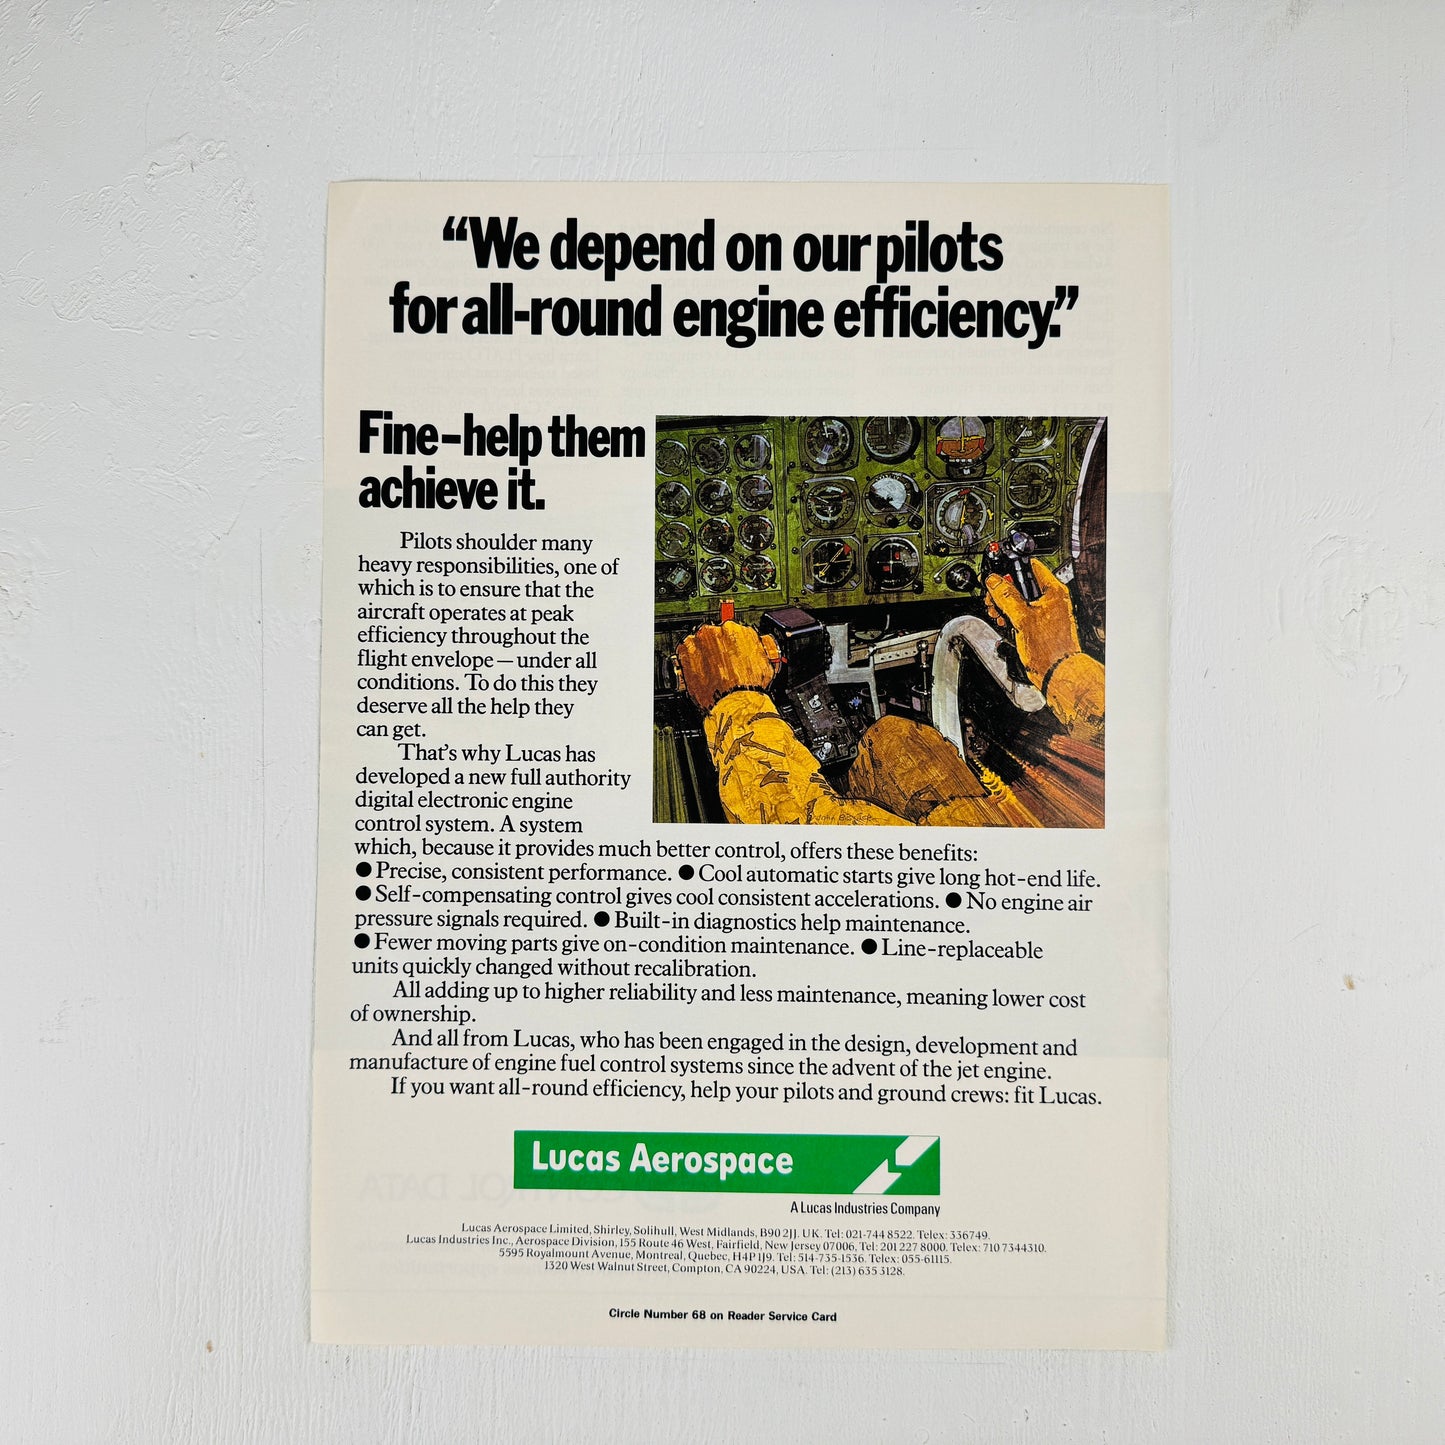 “We depend on our pilots
for all-round engine efficiency.”
Fine-help them
achieve it.
Pilots shoulder many
heavy responsibilities, one of
which is to ensure that the
aircraft operates at peak
efficiency throughout the
flight envelope—under all
conditions. To do this they
deserve all the help they
can get.
That's why Lucas has
developed a new full authority
digital electronic engine
control system. A system
which, because it provides much better control, offers these benefits:
● Precise, consistent performance. ● Cool automatic starts give long hot-end life.
● Self-compensating control gives cool consistent accelerations. ● No engine air
pressure signals required. ● Built-in diagnostics help maintenance.
● Fewer moving parts give on-condition maintenance. ● Line-replaceable
units quickly changed without recalibration.
All adding up to higher reliability and less maintenance, meaning lower cost
of ownership.
And all from Lucas, who has been engaged in the design, development and
manufacture of engine fuel control systems since the advent of the jet engine.
If you want all-round efficiency, help your pilots and ground crews: fit Lucas.
Lucas Aerospace
A Lucas Industries Company
Lucas Aerospace Limited, Shirley, Solihull, West Midlands, B90 2JJ. UK. Tel: 021-744 8522. Telex: 336749.
Lucas Industries Inc., Aerospace Division, 155 Route 46 West, Fairfield, New Jersey 07006, Tel: 201 227 8000. Telex: 710 7344310.
5595 Royalmount Avenue, Montreal, Quebec, H4P 1J9. Tel: 514-735-1536. Telex: 055-61115.
1320 West Walnut Street, Compton, CA 90224, USA. Tel: (213) 635 3128.
Circle Number 68 on Reader Service Card